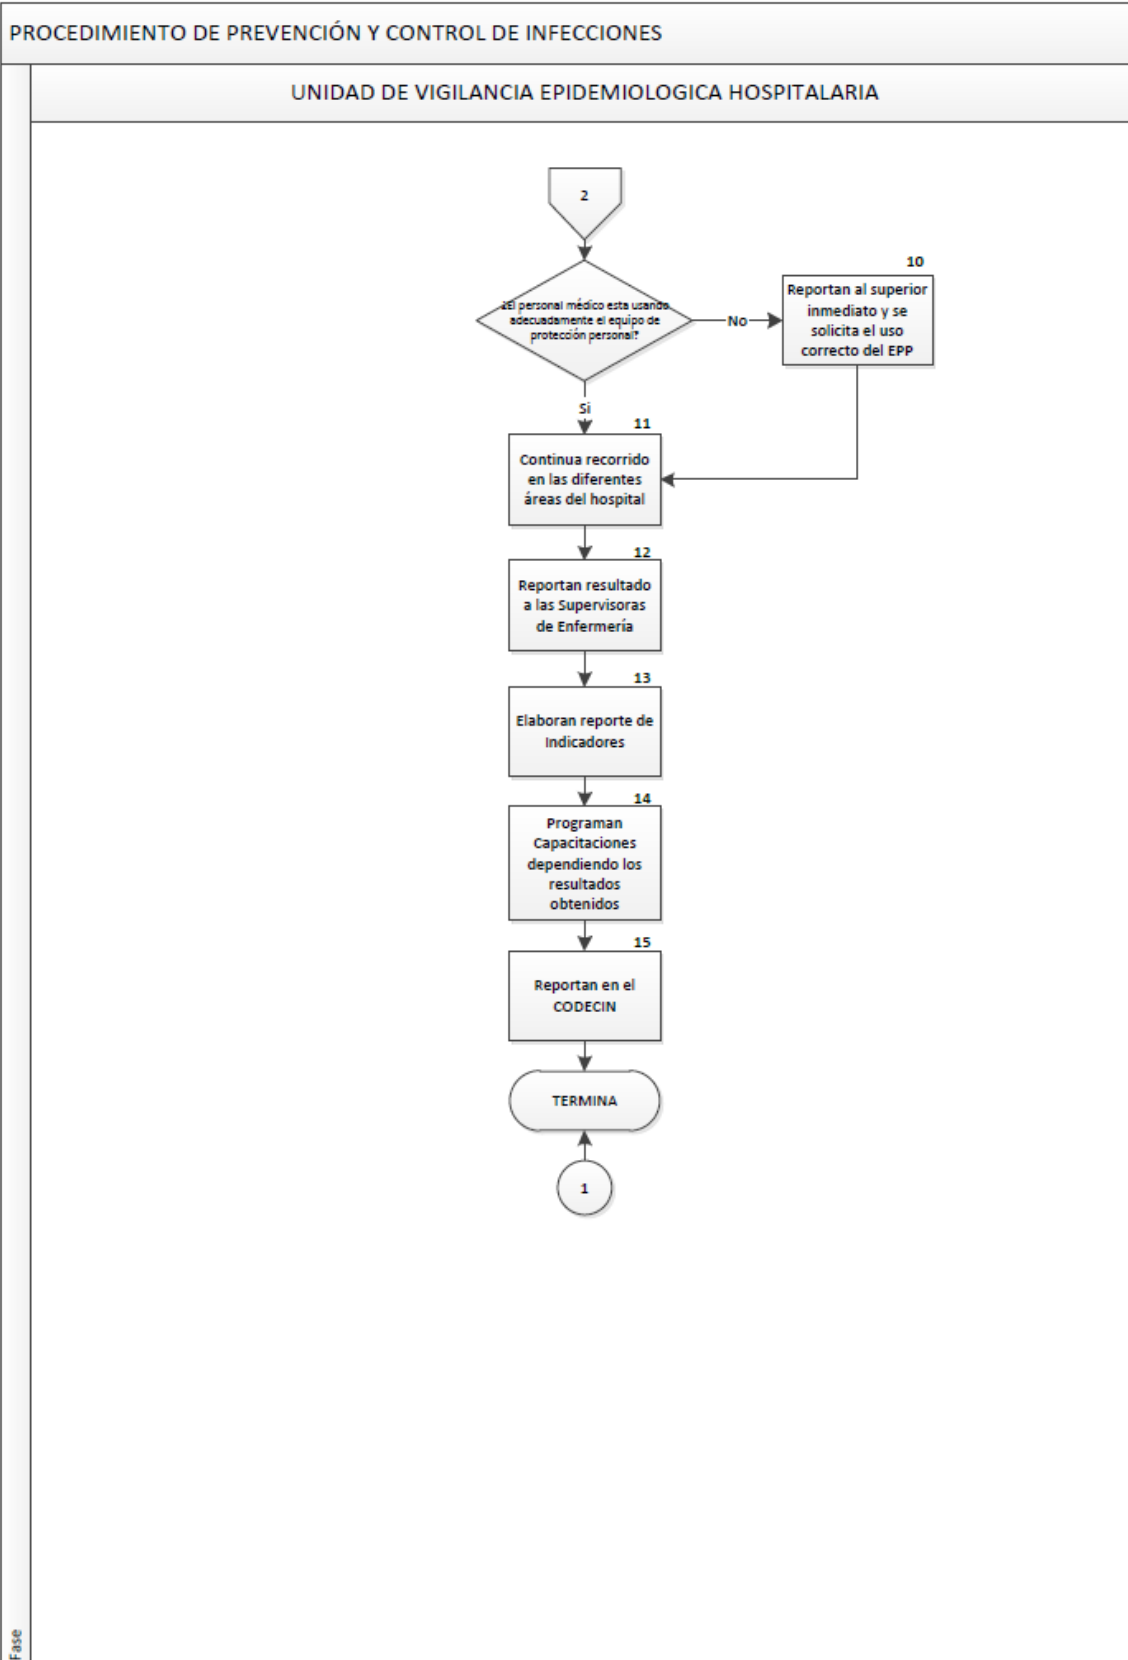 PROCEDIMIENTO DE PREVENCIÓN Y CONTROL DE INFECCIONES
UNIDAD DE VIGILANCIA EPIDEMIOLOGICA HOSPITALARIA
2
¿El personal médico esta usando
adecuadamente el equipo de
protección personal?
No
10
Reportan al superior
inmediato y se
solicita el uso
correcto del EPP
Si
11
Continua recorrido
en las diferentes
áreas del hospital
12
Reportan resultado
a las Supervisoras
de Enfermería
13
Elaboran reporte de
Indicadores
14
Programan
Capacitaciones
dependiendo los
resultados
obtenidos
15
Reportan en el
CODECIN
TERMINA
1
Fase